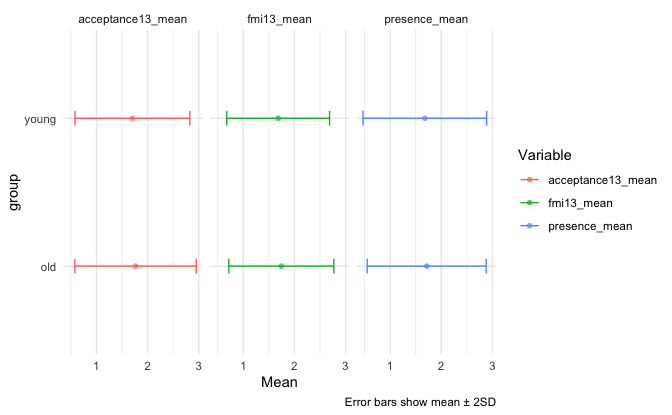 acceptance13_mean fmi13_mean presence_mean
group
young
old
1 2 3 1 2 3 1 2 3
Mean
Error bars show mean ± 2SD
Variable
acceptance13_mean
fmi13_mean
presence_mean